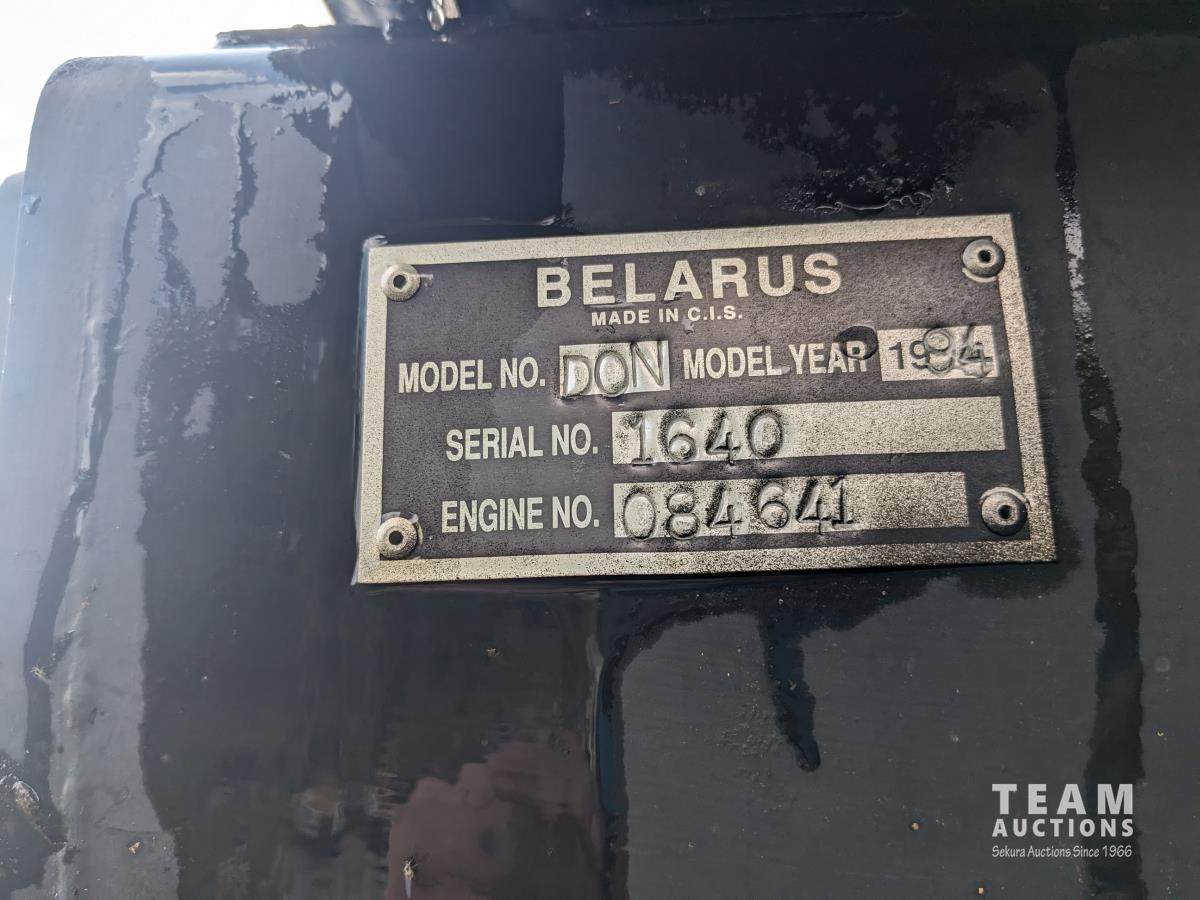 BELARUS
MADE IN C.I.S.
MODEL NO. DON MODEL YEAR 1994
SERIAL NO. 1640
ENGINE NO. 084641
TEAM
AUCTIONS
Sekura Auctions Since 1966